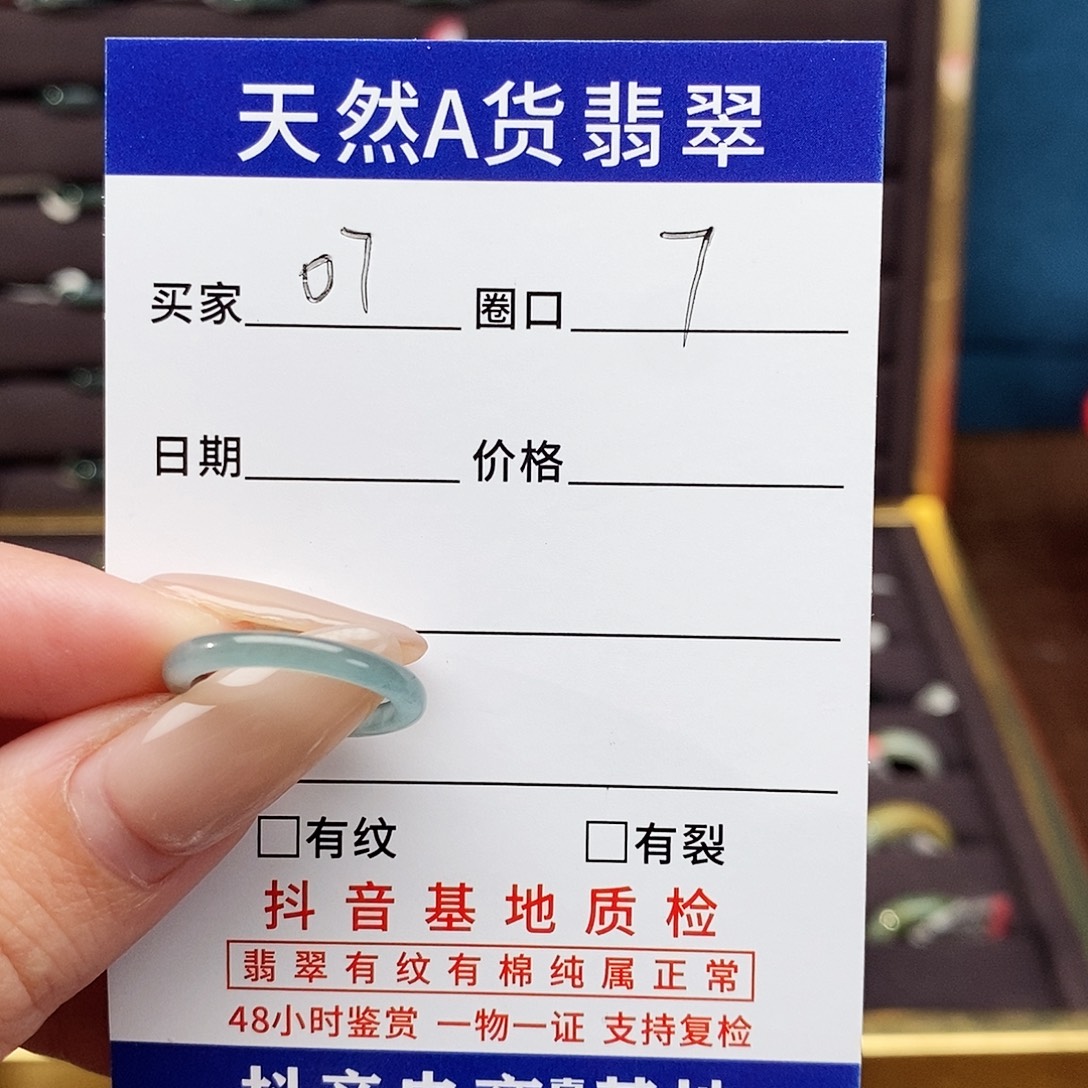 天然A货翡翠
买家 07 圈口 7
日期 价格
□有纹 □有裂
抖音基地质检
翡翠有纹有棉纯属正常
48小时鉴赏 一物一证 支持复检